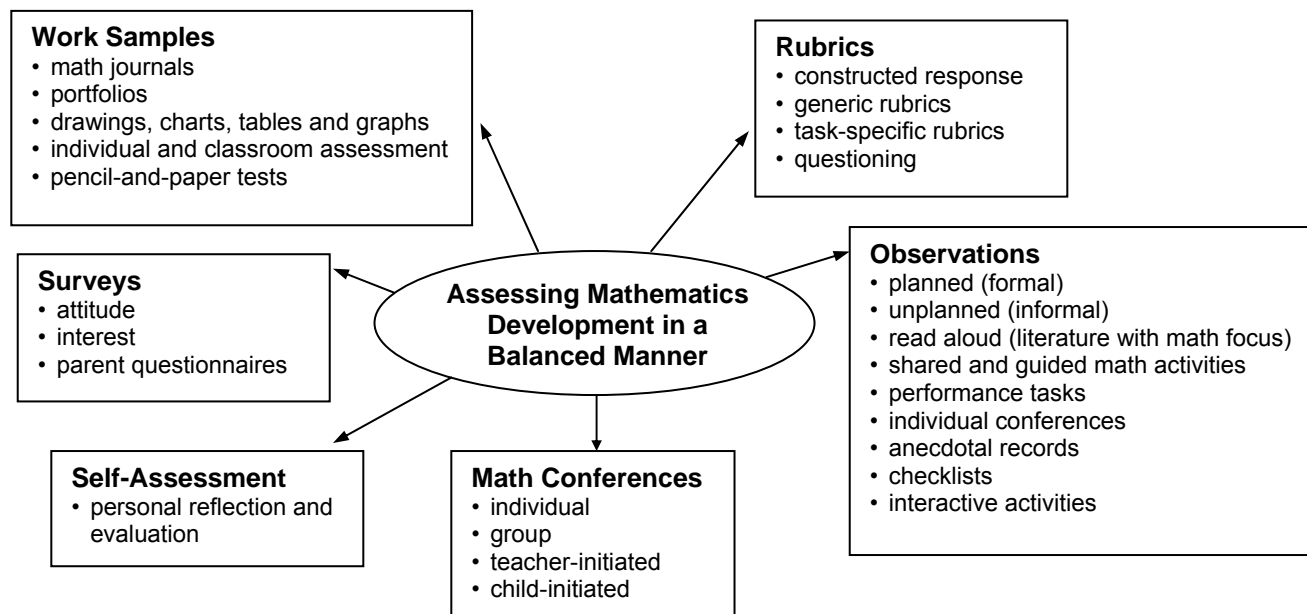 Work Samples
• math journals
• portfolios
• drawings, charts, tables and graphs
• individual and classroom assessment
• pencil-and-paper tests
Rubrics
• constructed response
• generic rubrics
• task-specific rubrics
• questioning
Surveys
• attitude
• interest
• parent questionnaires
Assessing Mathematics
Development in a
Balanced Manner
Observations
• planned (formal)
• unplanned (informal)
• read aloud (literature with math focus)
• shared and guided math activities
• performance tasks
• individual conferences
• anecdotal records
• checklists
• interactive activities
Self-Assessment
• personal reflection and
evaluation
Math Conferences
• individual
• group
• teacher-initiated
• child-initiated